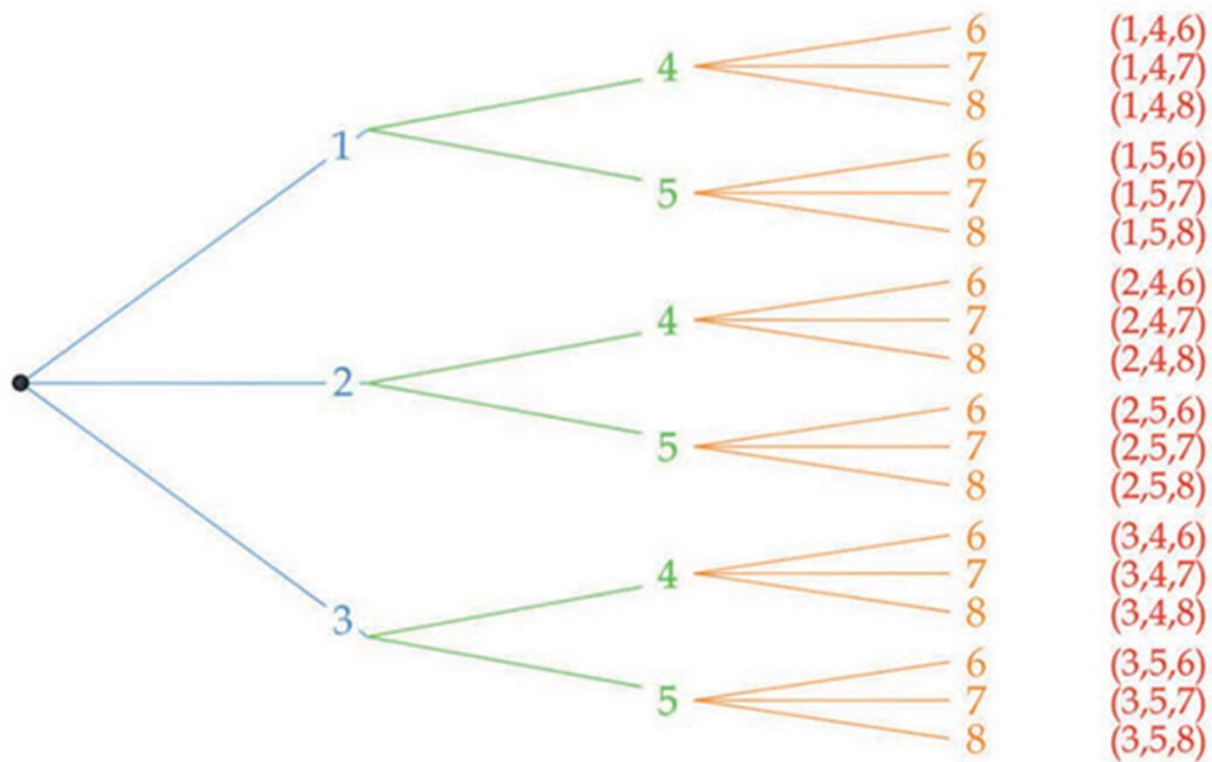 6 (1,4,6)
4 7 (1,4,7)
8 (1,4,8)
1 6 (1,5,6)
5 7 (1,5,7)
8 (1,5,8)
6 (2,4,6)
4 7 (2,4,7)
8 (2,4,8)
2
6 (2,5,6)
5 7 (2,5,7)
8 (2,5,8)
6 (3,4,6)
4 7 (3,4,7)
8 (3,4,8)
3
6 (3,5,6)
5 7 (3,5,7)
8 (3,5,8)